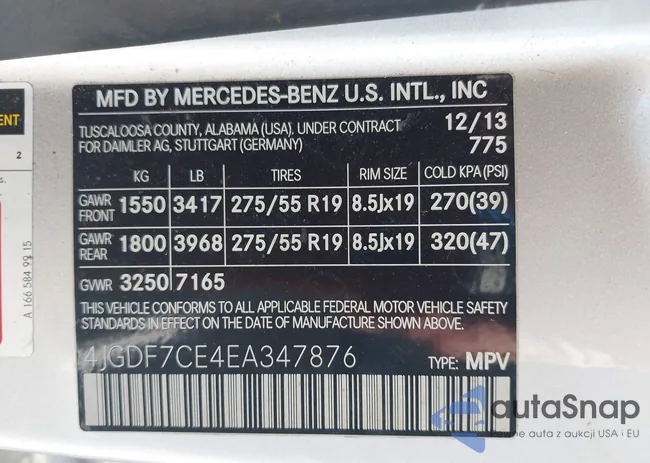 MFD BY MERCEDES-BENZ U.S. INTL., INC
TUSCALOOSA COUNTY, ALABAMA (USA). UNDER CONTRACT 12/13
FOR DAIMLER AG, STUTTGART (GERMANY) 775
KG LB TIRES RIM SIZE COLD KPA (PSI)
GAWR FRONT 1550 3417 275/55 R19 8.5Jx19 270(39)
GAWR REAR 1800 3968 275/55 R19 8.5Jx19 320(47)
GVWR 3250 7165
THIS VEHICLE CONFORMS TO ALL APPLICABLE FEDERAL MOTOR VEHICLE SAFETY
STANDARDS IN EFFECT ON THE DATE OF MANUFACTURE SHOWN ABOVE.
4JGDF7CE4EA347876 TYPE: MPV
2
A 166 584 99 15
autaSnap
auta z aukcji USA i EU